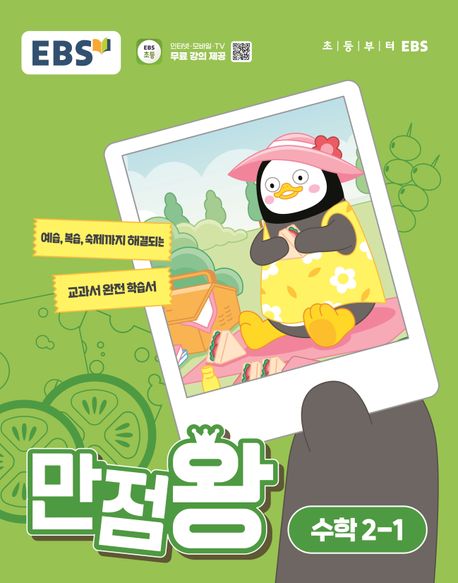 EBS
EBS
초등
인터넷·모바일·TV
무료 강의 제공
초|등|부|터 EBS
예습, 복습, 숙제까지 해결되는
교과서 완전 학습서
만점왕
수학 2-1